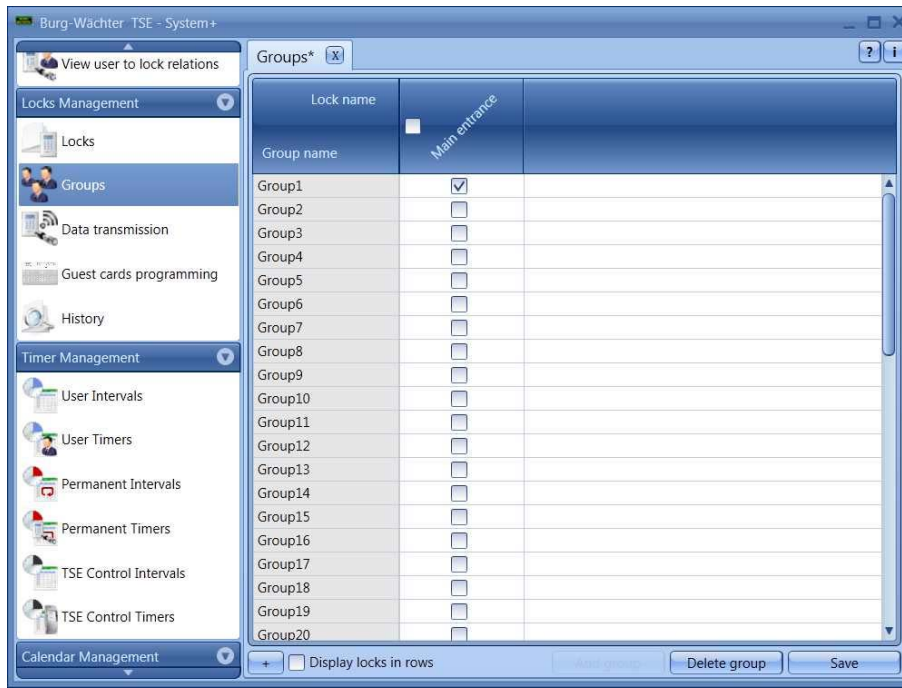 Burg-Wächter TSE - System+
View user to lock relations
Locks Management
Locks
Groups
Data transmission
Guest cards programming
History
Timer Management
User Intervals
User Timers
Permanent Intervals
Permanent Timers
TSE Control Intervals
TSE Control Timers
Calendar Management
Groups* X
? i
Lock name
Main entrance
Group name
Group1
Group2
Group3
Group4
Group5
Group6
Group7
Group8
Group9
Group10
Group11
Group12
Group13
Group14
Group15
Group16
Group17
Group18
Group19
Group20
+ Display locks in rows Add group Delete group Save